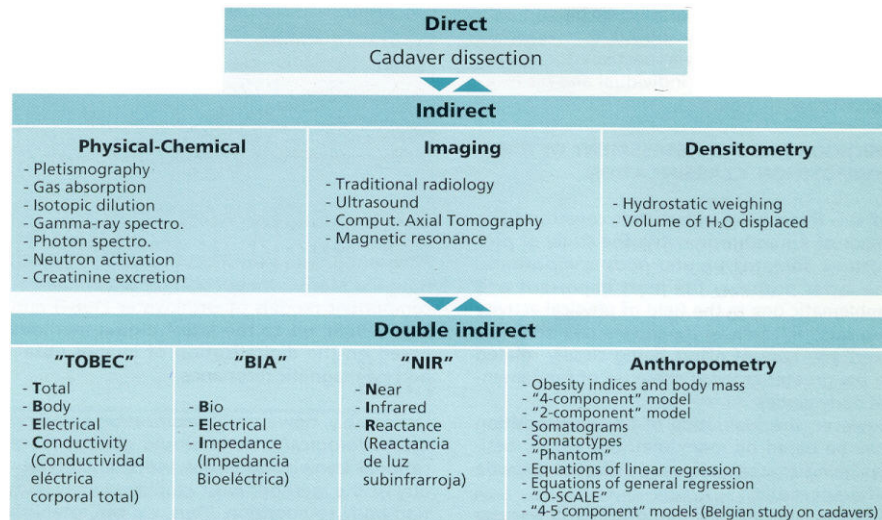 Direct
Cadaver dissection
Indirect
Physical-Chemical
- Pletismography
- Gas absorption
- Isotopic dilution
- Gamma-ray spectro.
- Photon spectro.
- Neutron activation
- Creatinine excretion
Imaging
- Traditional radiology
- Ultrasound
- Comput. Axial Tomography
- Magnetic resonance
Densitometry
- Hydrostatic weighing
- Volume of H₂O displaced
Double indirect
"TOBEC"
- Total
- Body
- Electrical
- Conductivity
(Conductividad
eléctrica
corporal total)
"BIA"
- Bio
- Electrical
- Impedance
(Impedancia
Bioeléctrica)
"NIR"
- Near
- Infrared
- Reactance
(Reactancia
de luz
subinfrarroja)
Anthropometry
- Obesity indices and body mass
- "4-component" model
- "2-component" model
- Somatograms
- Somatotypes
- "Phantom"
- Equations of linear regression
- Equations of general regression
- "O-SCALE"
- "4-5 component" models (Belgian study on cadavers)